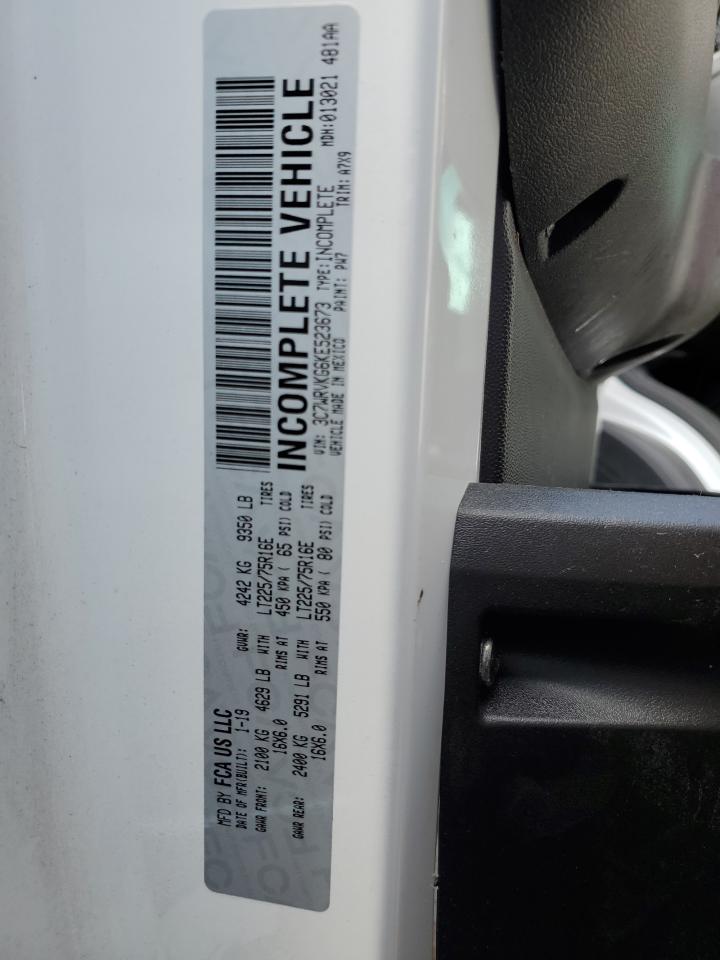 MFD BY FCA US LLC
DATE OF MFR(BUILT): 1-19 GVWR: 4242 KG 9350 LB
GAWR FRONT: 2100 KG 4629 LB WITH LT225/75R16E TIRES
16X6.0 RIMS AT 450 KPA ( 65 PSI) COLD
GAWR REAR: 2400 KG 5291 LB WITH LT225/75R16E TIRES
16X6.0 RIMS AT 550 KPA ( 80 PSI) COLD
INCOMPLETE VEHICLE
VIN: 3C7WRVKG6KE523673 TYPE:INCOMPLETE MDH:013021 481AA
VEHICLE MADE IN MEXICO PAINT: PW7 TRIM: A7X9